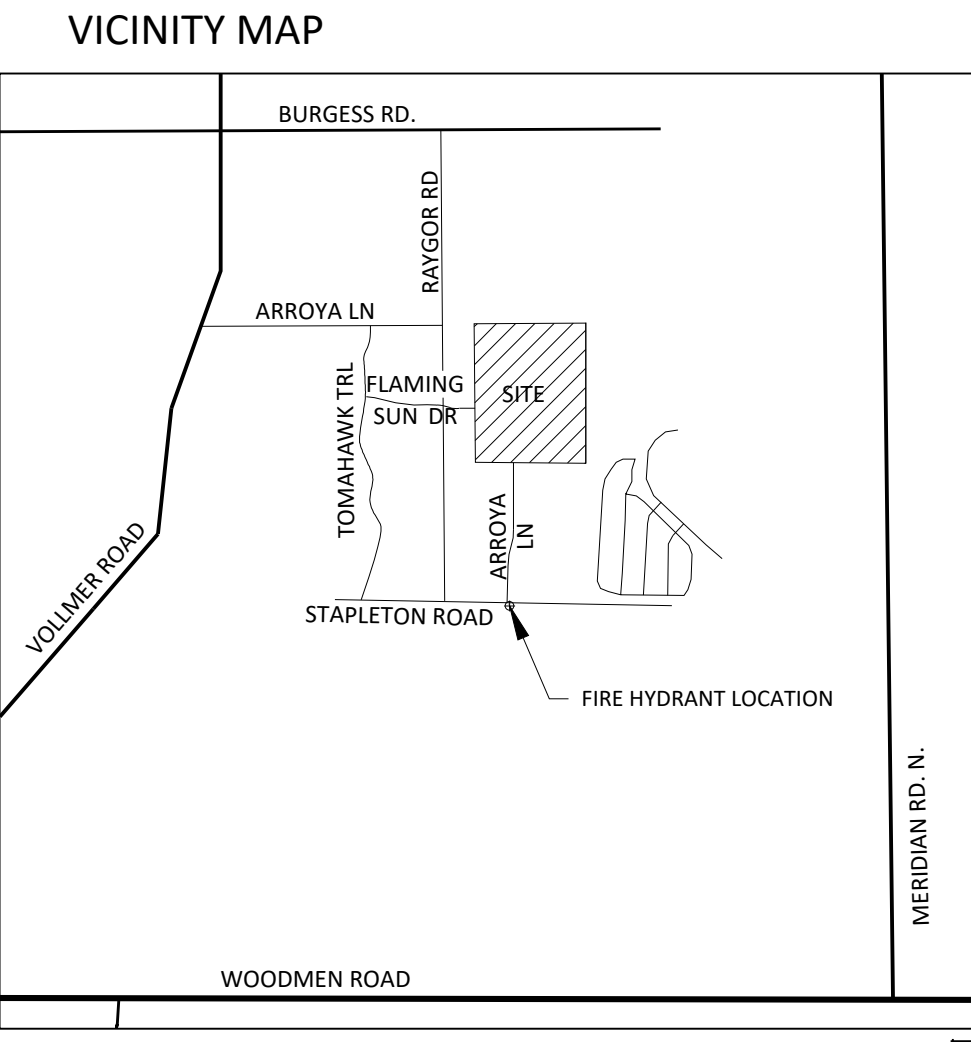 VICINITY MAP
BURGESS RD.
RAYGOR RD
ARROYA LN
TOMAHAWK TRL
FLAMING
SUN DR
SITE
ARROYA
LN
VOLLMER ROAD
STAPLETON ROAD
FIRE HYDRANT LOCATION
MERIDIAN RD. N.
WOODMEN ROAD